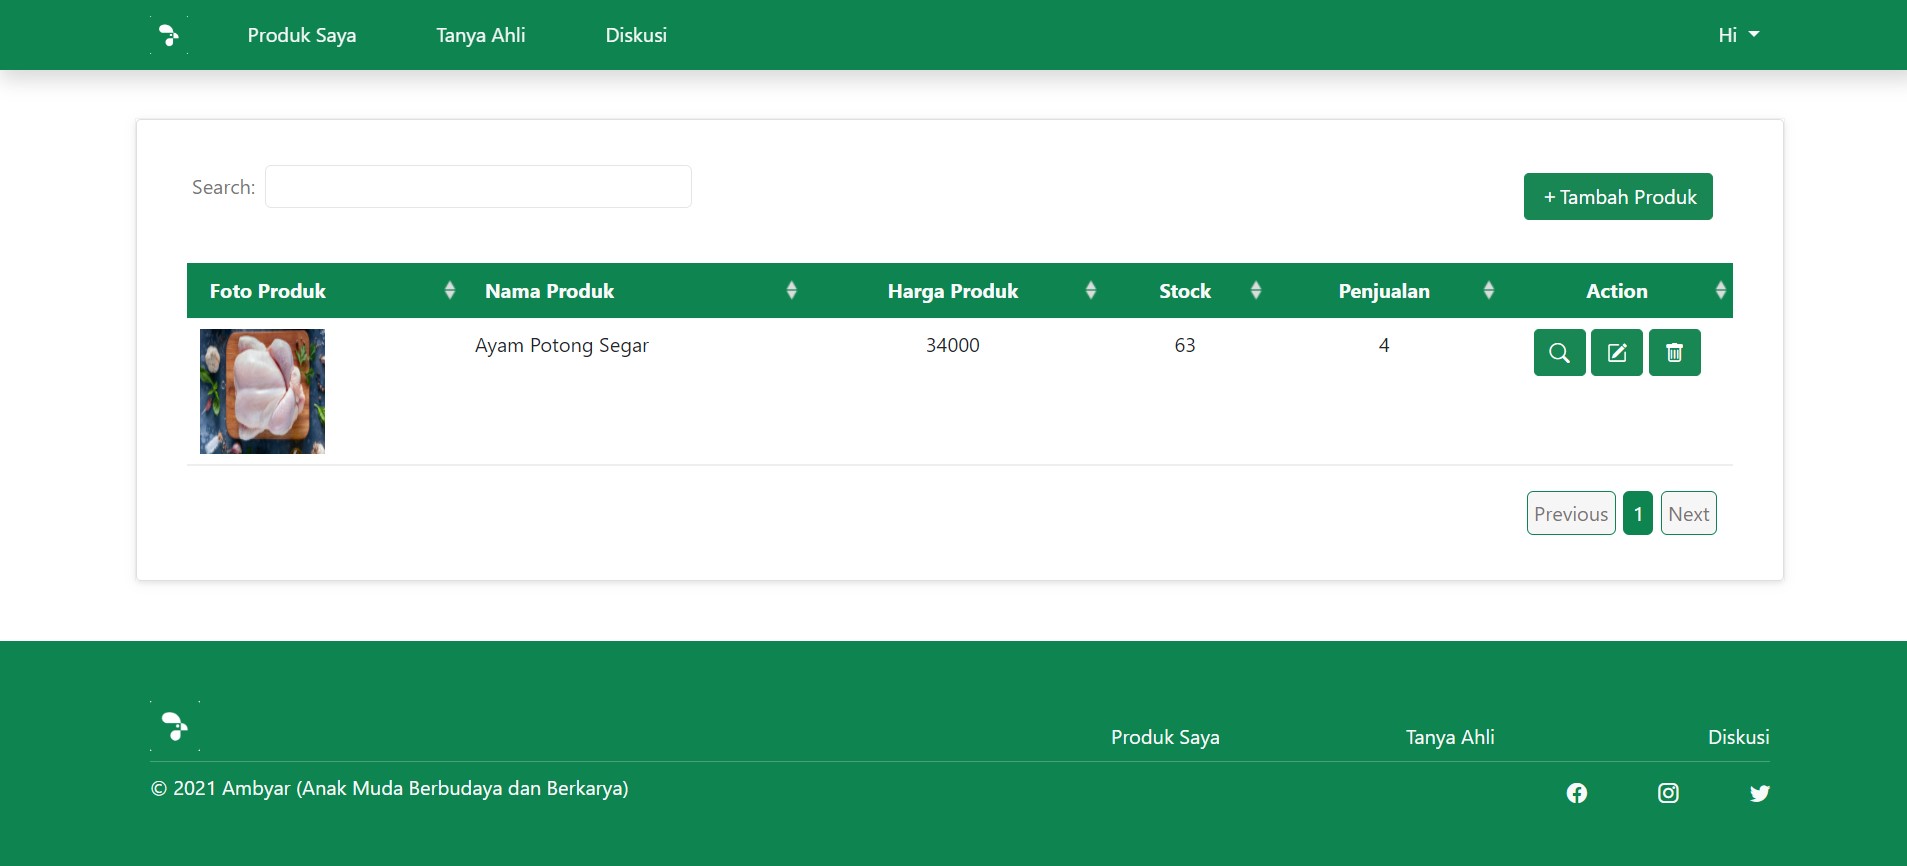 Produk Saya Tanya Ahli Diskusi Hi
Search:
+ Tambah Produk
Foto Produk Nama Produk Harga Produk Stock Penjualan Action
Ayam Potong Segar 34000 63 4
Previous 1 Next
Produk Saya Tanya Ahli Diskusi
© 2021 Ambyar (Anak Muda Berbudaya dan Berkarya)